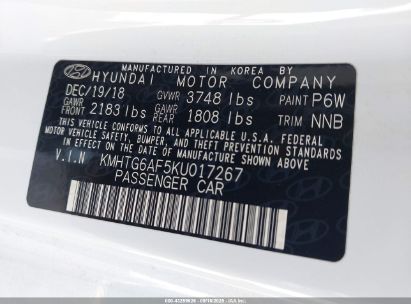 MANUFACTURED IN KOREA BY
HYUNDAI MOTOR COMPANY
DEC/19/18 GVWR 3748 lbs PAINT P6W
GAWR FRONT 2183 lbs GAWR REAR 1808 lbs TRIM NNB
THIS VEHICLE CONFORMS TO ALL APPLICABLE U.S.A. FEDERAL
MOTOR VEHICLE SAFETY, BUMPER, AND THEFT PREVENTION
STANDARDS IN EFFECT ON THE DATE OF MANUFACTURE SHOWN ABOVE.
V.I.N KMHTG6AF5KU017267
PASSENGER CAR